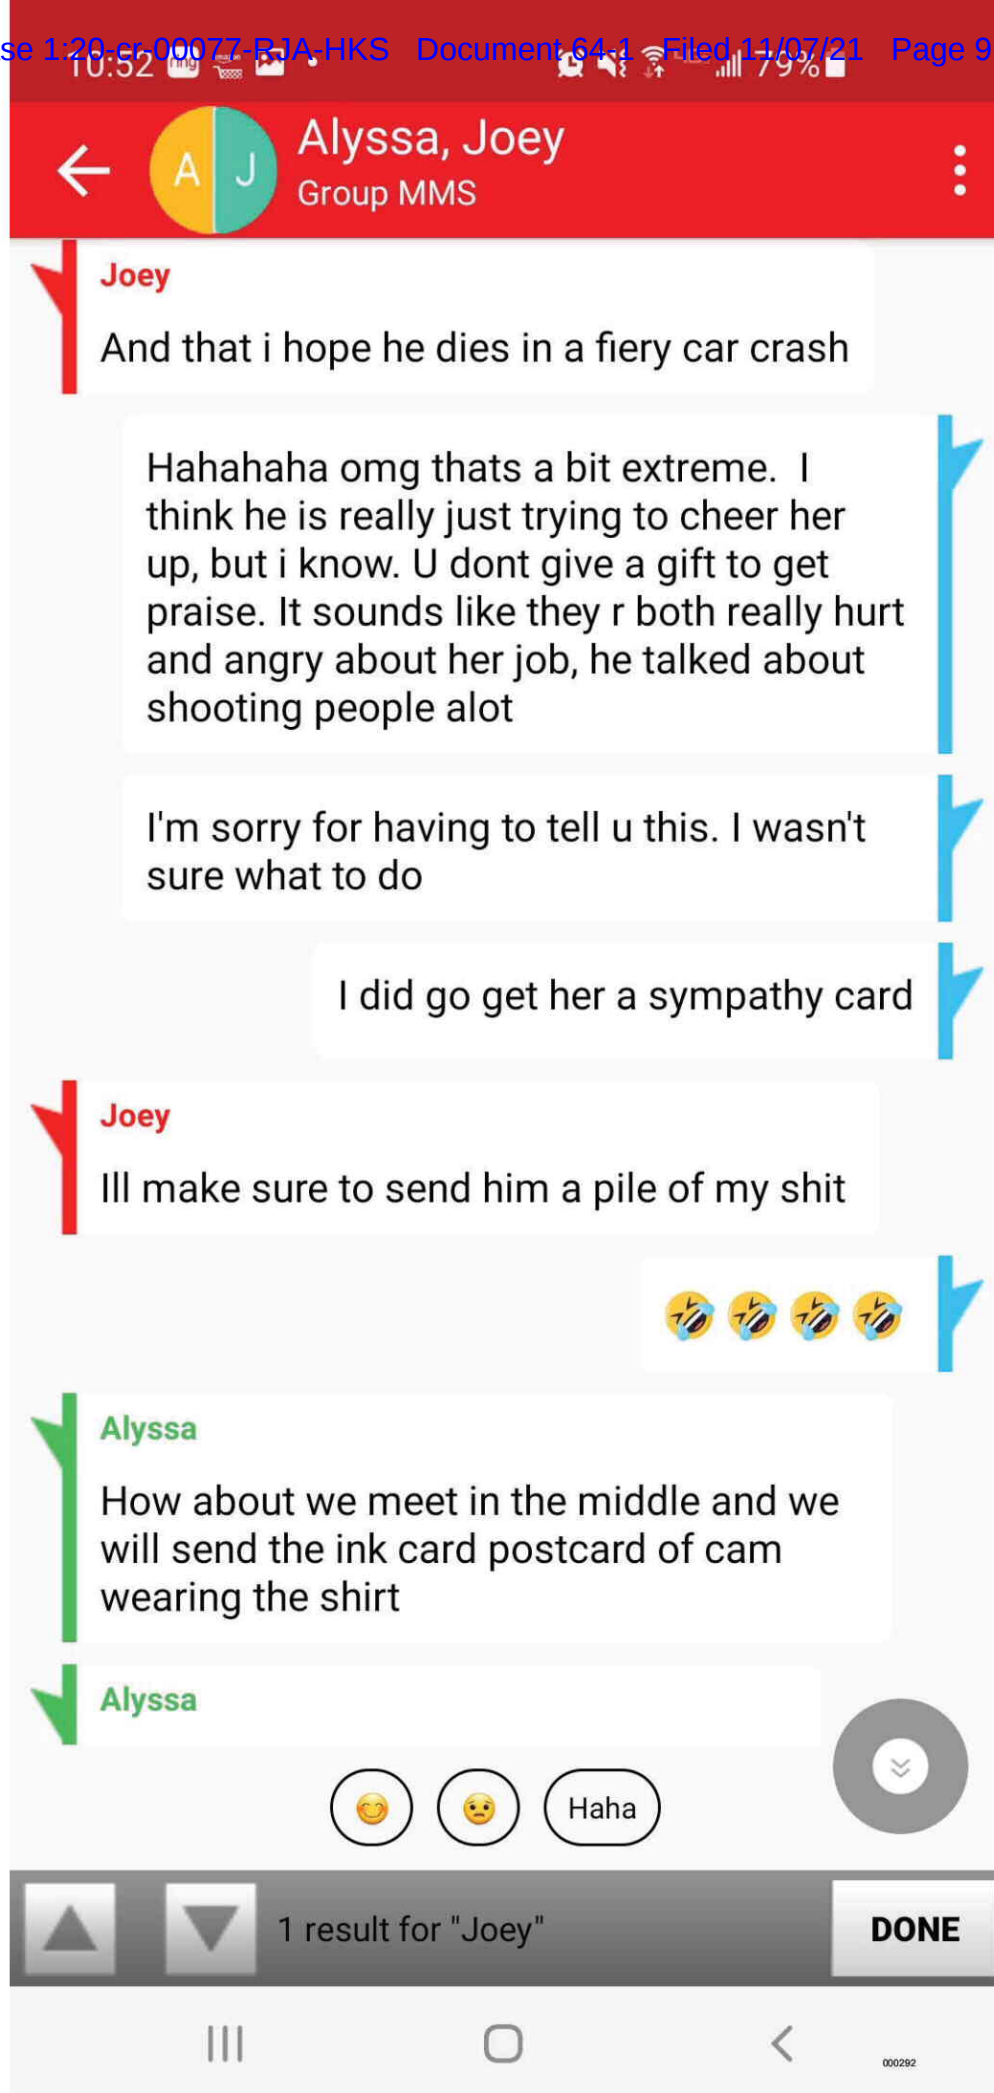 se 1:20-cr-00077-RJA-HKS Document 64-1 Filed 11/07/21 Page 9
10:52 ring 79%
A J Alyssa, Joey
Group MMS
Joey
And that i hope he dies in a fiery car crash
Hahahaha omg thats a bit extreme. I
think he is really just trying to cheer her
up, but i know. U dont give a gift to get
praise. It sounds like they r both really hurt
and angry about her job, he talked about
shooting people alot
I'm sorry for having to tell u this. I wasn't
sure what to do
I did go get her a sympathy card
Joey
Ill make sure to send him a pile of my shit
🤣 🤣 🤣 🤣
Alyssa
How about we meet in the middle and we
will send the ink card postcard of cam
wearing the shirt
Alyssa
😊 😟 Haha
1 result for "Joey" DONE
000292